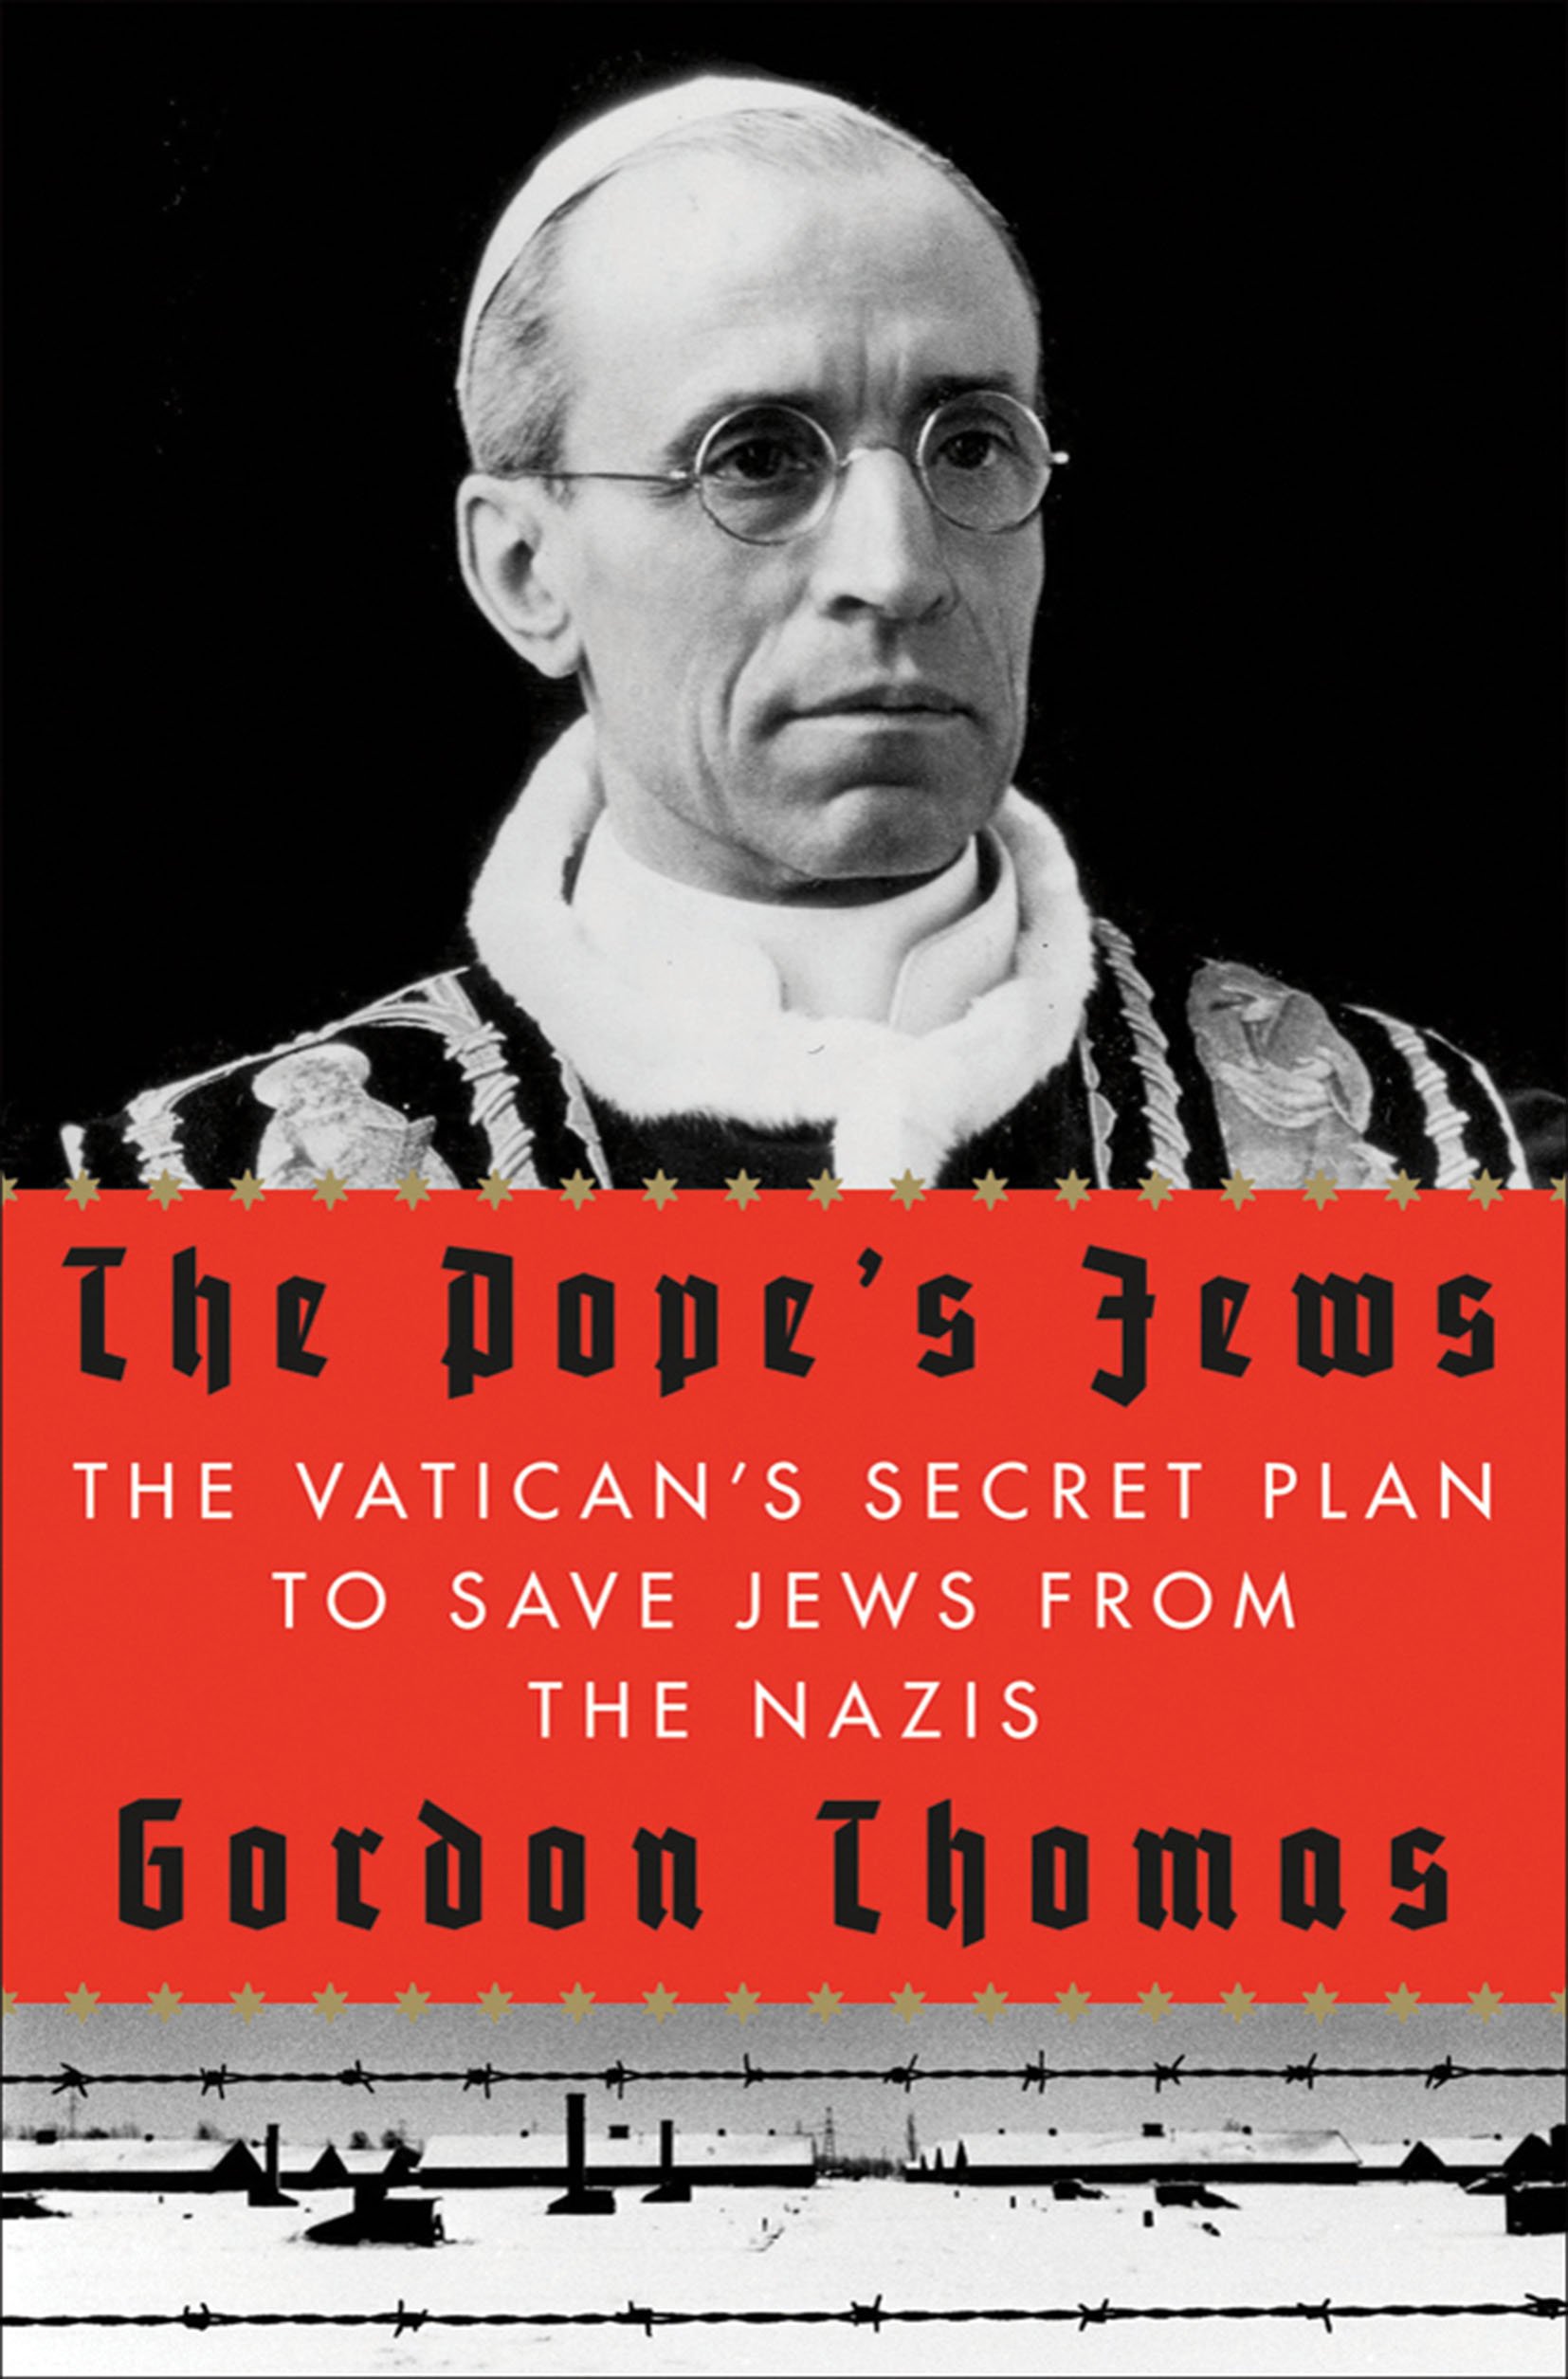 The Pope's Jews
THE VATICAN'S SECRET PLAN
TO SAVE JEWS FROM
THE NAZIS
Gordon Thomas